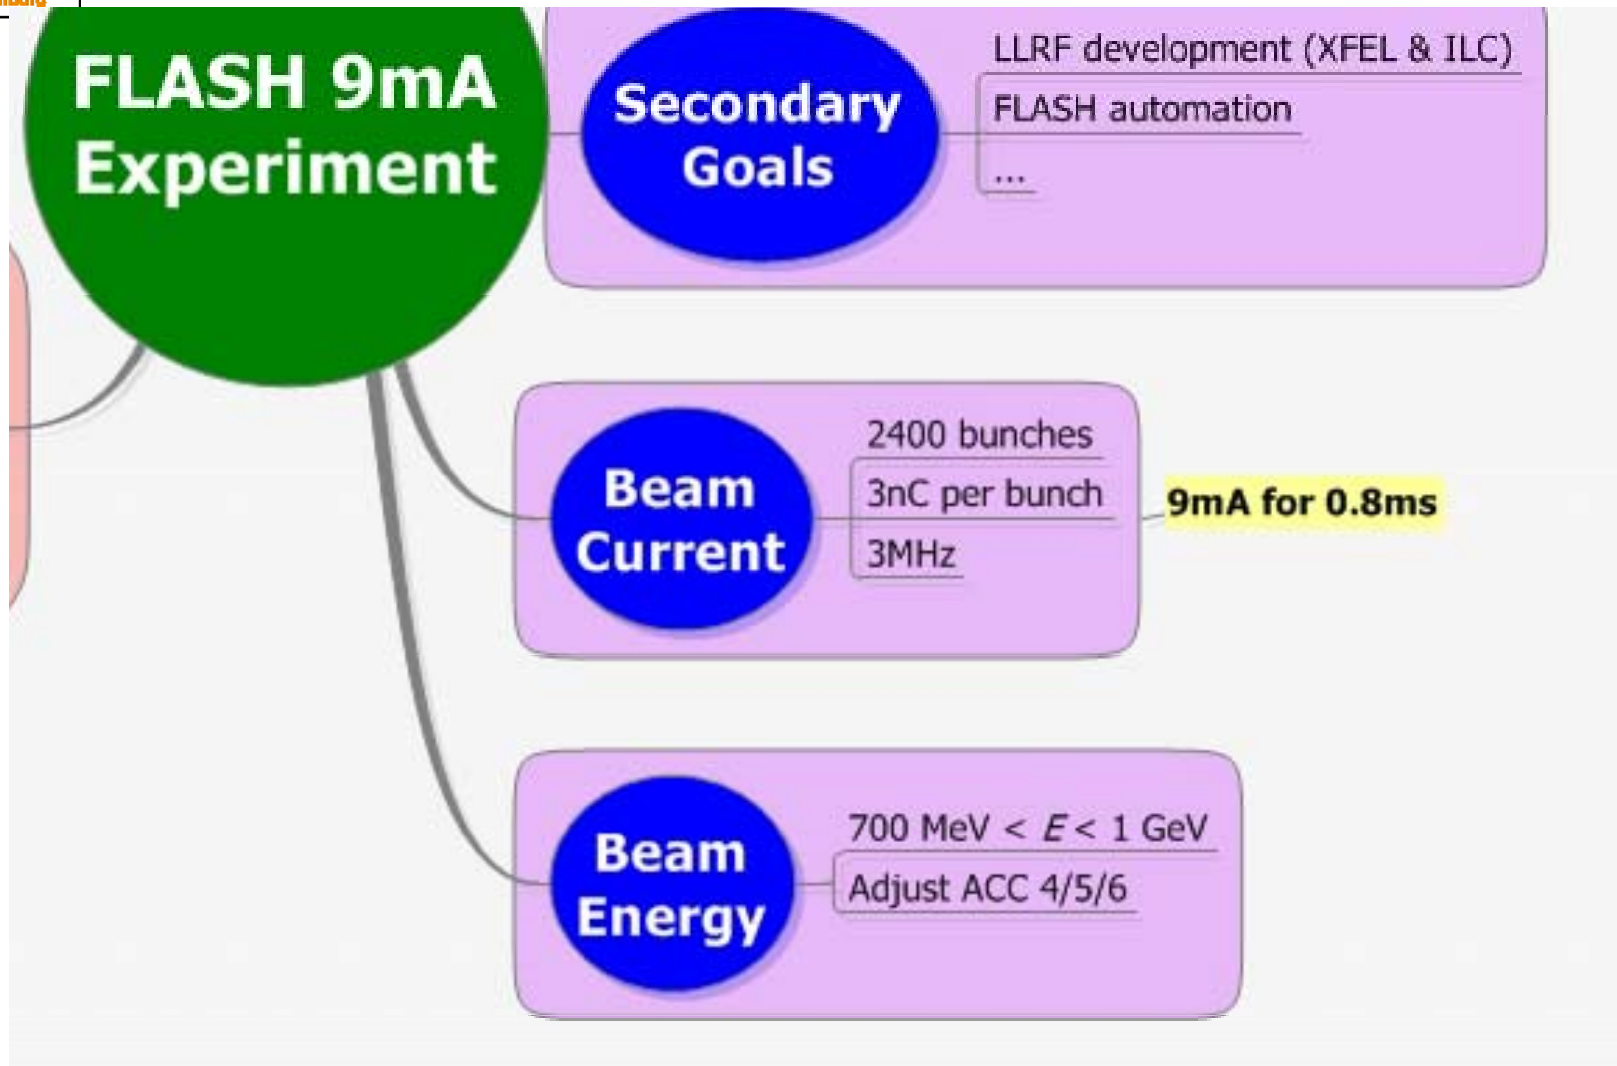 FLASH 9mA
Experiment
Secondary
Goals
LLRF development (XFEL & ILC)
FLASH automation
...
Beam
Current
2400 bunches
3nC per bunch
3MHz
9mA for 0.8ms
Beam
Energy
700 MeV < E < 1 GeV
Adjust ACC 4/5/6